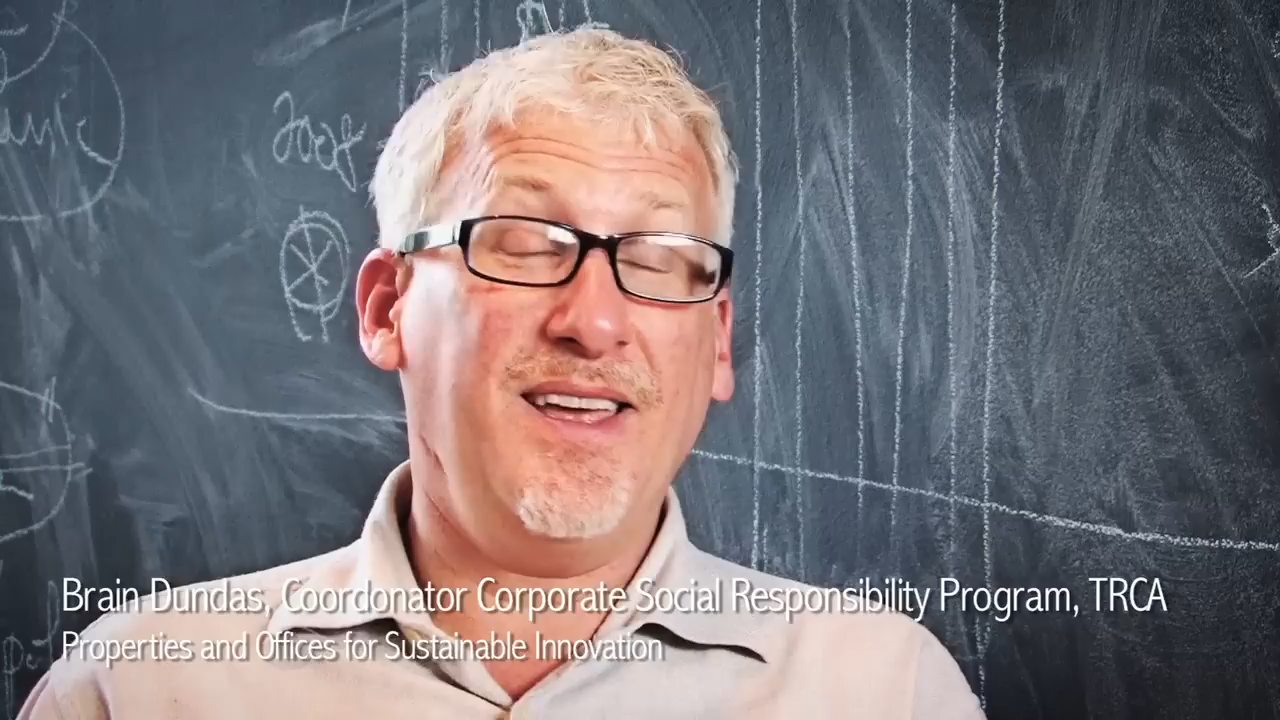 Brain Dundas, Coordonator Corporate Social Responsibility Program, TRCA
Properties and Offices for Sustainable Innovation